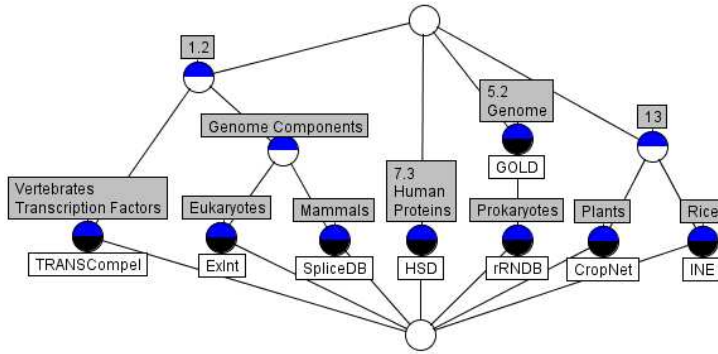 1.2
5.2
Genome
13
Genome Components
GOLD
7.3
Human
Proteins
Vertebrates
Transcription Factors
Eukaryotes
Mammals
Prokaryotes
Plants
Rice
TRANSCompel
ExInt
SpliceDB
HSD
rRNDB
CropNet
INE